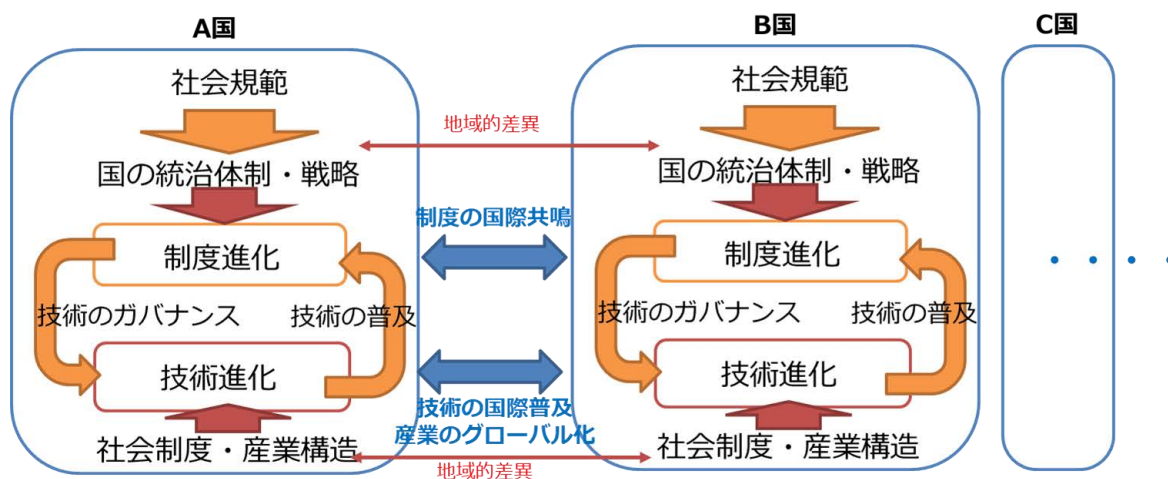 A国
B国
C国
社会規範
社会規範
地域的差異
国の統治体制・戦略
国の統治体制・戦略
制度の国際共鳴
制度進化
制度進化
・・・・
技術のガバナンス
技術の普及
技術のガバナンス
技術の普及
技術進化
技術進化
技術の国際普及
産業のグローバル化
社会制度・産業構造
社会制度・産業構造
地域的差異